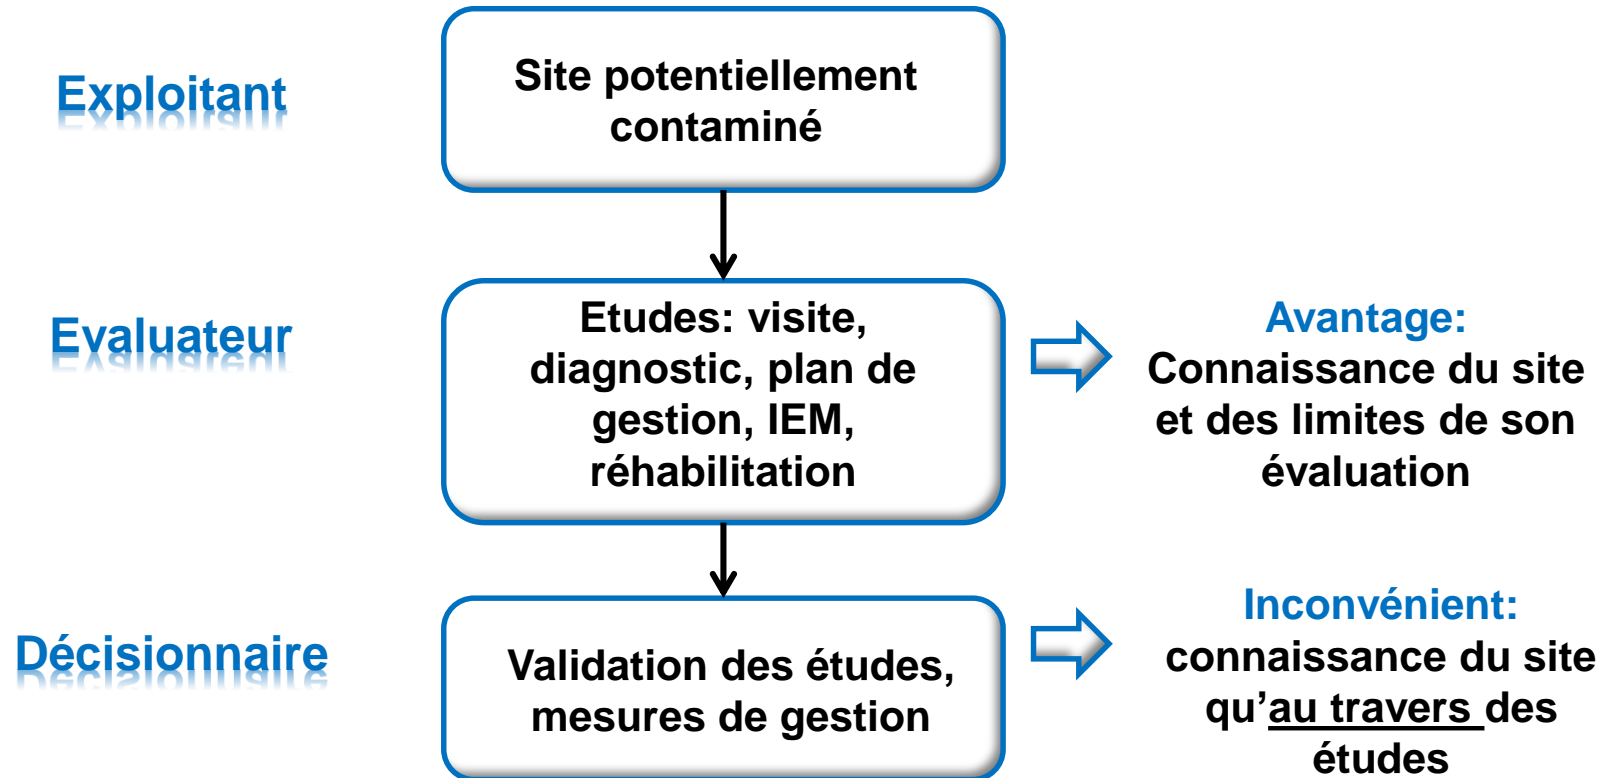 Exploitant
Site potentiellement
contaminé
Evaluateur
Etudes: visite,
diagnostic, plan de
gestion, IEM,
réhabilitation
Avantage:
Connaissance du site
et des limites de son
évaluation
Décisionnaire
Validation des études,
mesures de gestion
Inconvénient:
connaissance du site
qu’au travers des
études